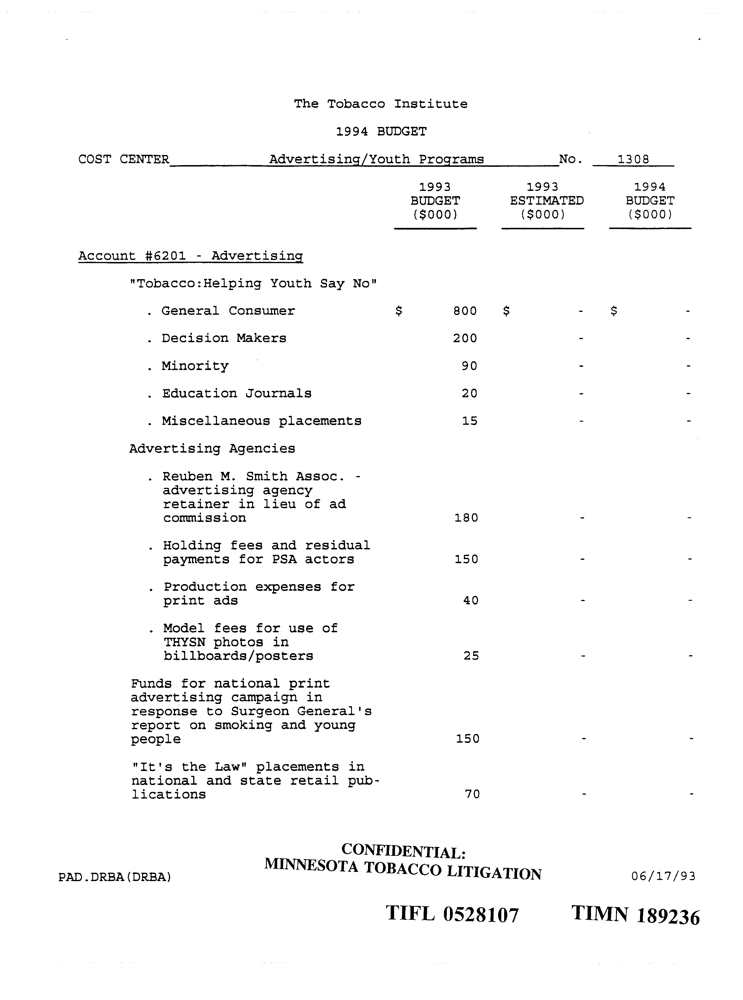 The Tobacco Institute
1994 BUDGET
COST CENTER Advertising/Youth Programs No. 1308
1993 1993 1994
BUDGET ESTIMATED BUDGET
($000) ($000) ($000)
Account #6201 - Advertising
"Tobacco:Helping Youth Say No"
. General Consumer $ 800 $ - $ -
. Decision Makers 200 - -
. Minority 90 - -
. Education Journals 20 - -
. Miscellaneous placements 15 - -
Advertising Agencies
. Reuben M. Smith Assoc. -
advertising agency
retainer in lieu of ad
commission 180 - -
. Holding fees and residual
payments for PSA actors 150 - -
. Production expenses for
print ads 40 - -
. Model fees for use of
THYSN photos in
billboards/posters 25 - -
Funds for national print
advertising campaign in
response to Surgeon General's
report on smoking and young
people 150 - -
"It's the Law" placements in
national and state retail pub-
lications 70 - -
CONFIDENTIAL:
MINNESOTA TOBACCO LITIGATION
PAD.DRBA(DRBA) 06/17/93
TIFL 0528107 TIMN 189236